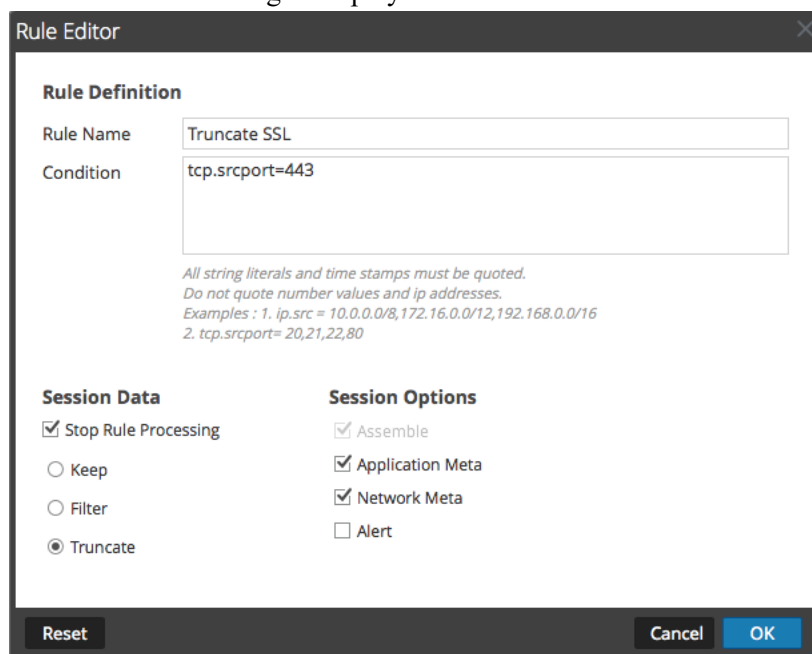 Rule Editor
Rule Definition
Rule Name Truncate SSL
Condition tcp.srcport=443
All string literals and time stamps must be quoted.
Do not quote number values and ip addresses.
Examples : 1. ip.src = 10.0.0.0/8,172.16.0.0/12,192.168.0.0/16
2. tcp.srcport= 20,21,22,80
Session Data Session Options
Stop Rule Processing Assemble
Keep Application Meta
Filter Network Meta
Truncate Alert
Reset Cancel OK